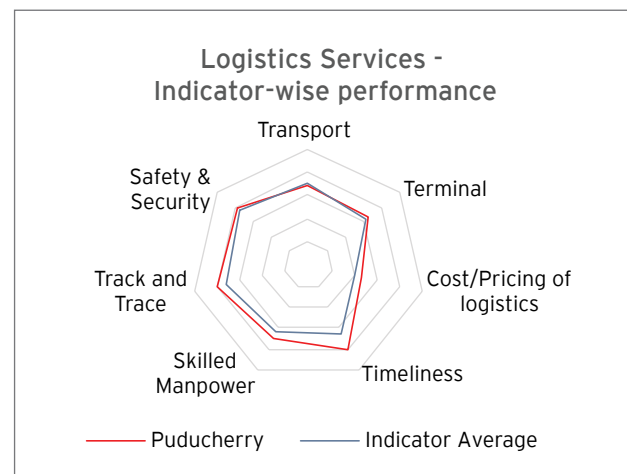 Logistics Services -
Indicator-wise performance
Transport
Safety &
Security
Terminal
Track and
Trace
Cost/Pricing of
logistics
Skilled
Manpower
Timeliness
Puducherry
Indicator Average